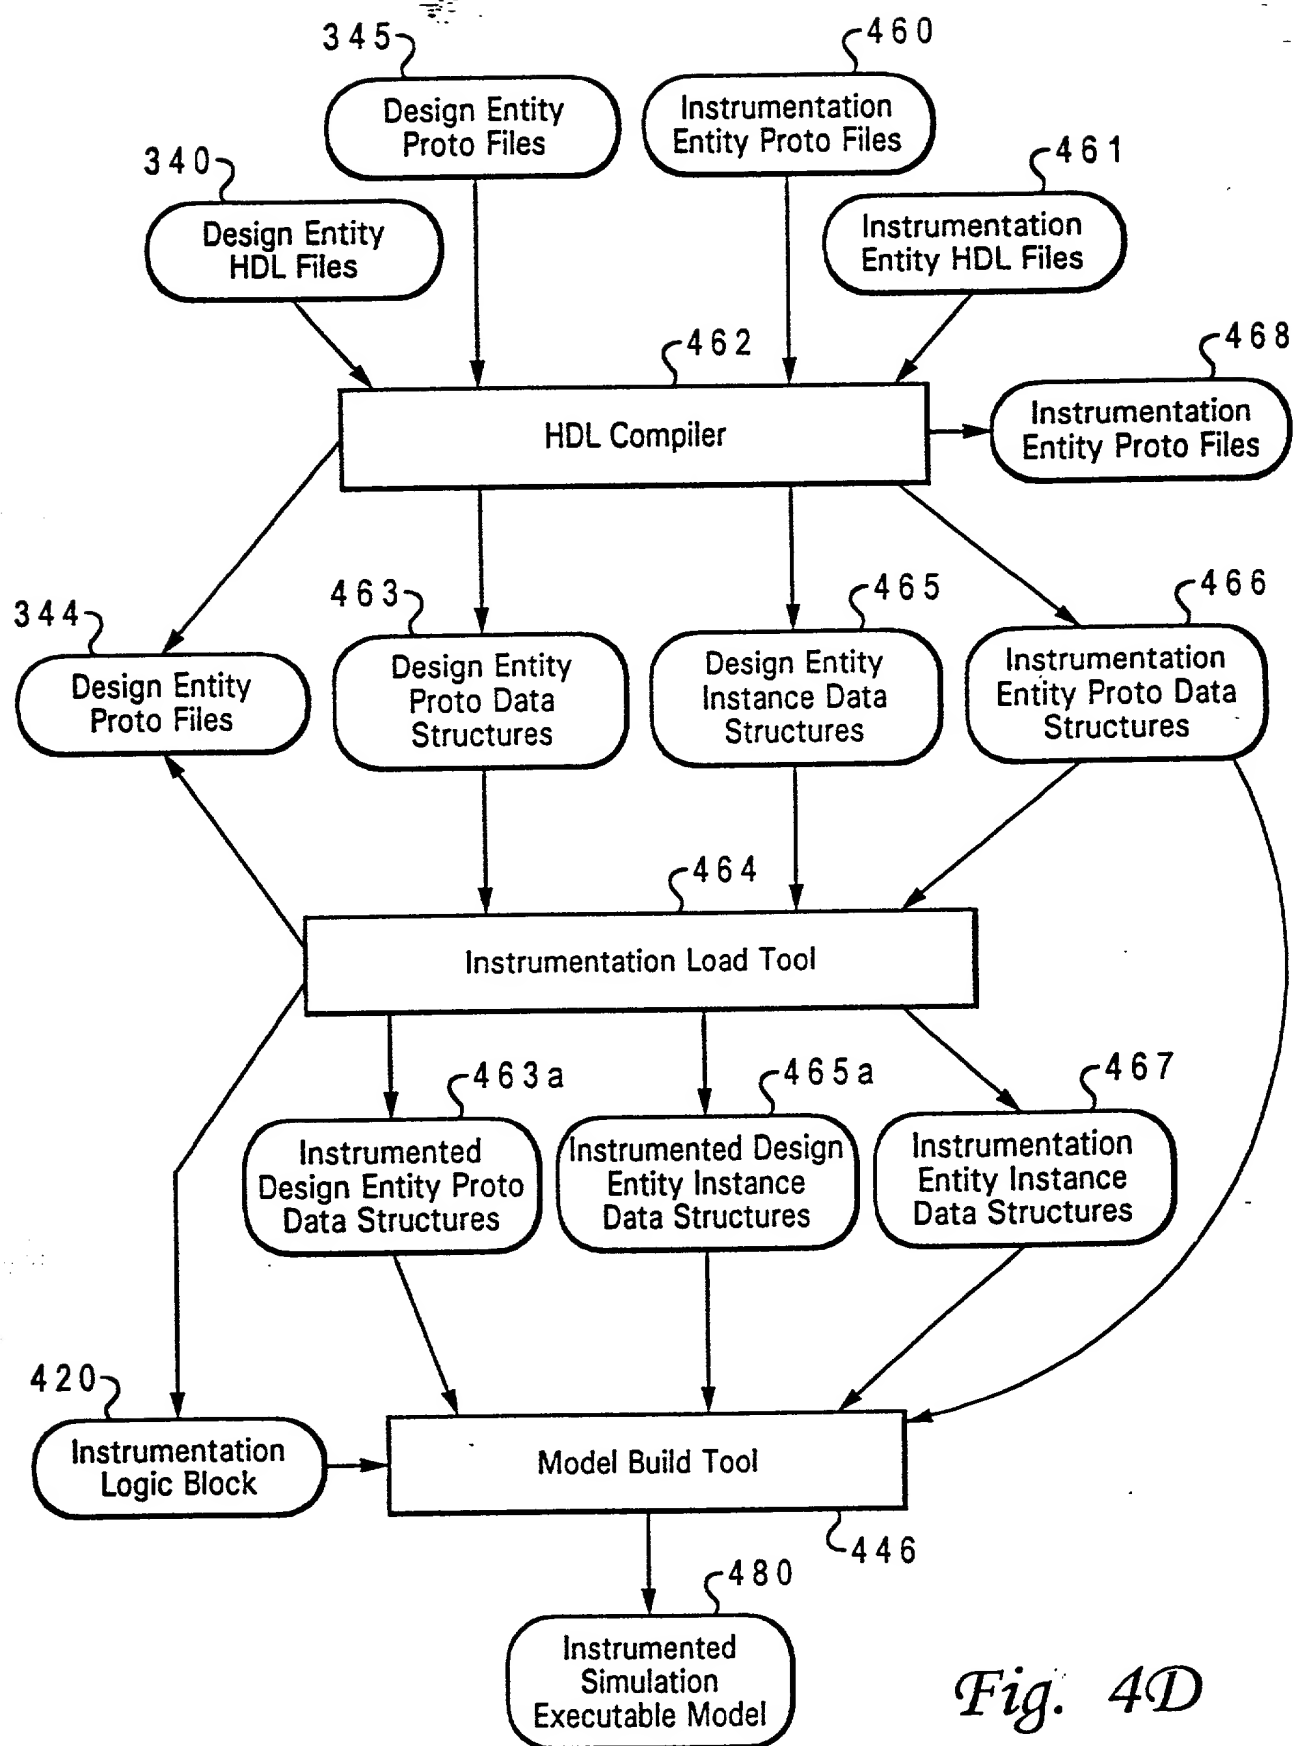 345
460
Design Entity
Proto Files
Instrumentation
Entity Proto Files
340
461
Design Entity
HDL Files
Instrumentation
Entity HDL Files
462
468
HDL Compiler
Instrumentation
Entity Proto Files
344
463
465
466
Design Entity
Proto Files
Design Entity
Proto Data
Structures
Design Entity
Instance Data
Structures
Instrumentation
Entity Proto Data
Structures
464
Instrumentation Load Tool
463a
465a
467
Instrumented
Design Entity Proto
Data Structures
Instrumented Design
Entity Instance
Data Structures
Instrumentation
Entity Instance
Data Structures
420
Instrumentation
Logic Block
Model Build Tool
446
480
Instrumented
Simulation
Executable Model
Fig. 4D